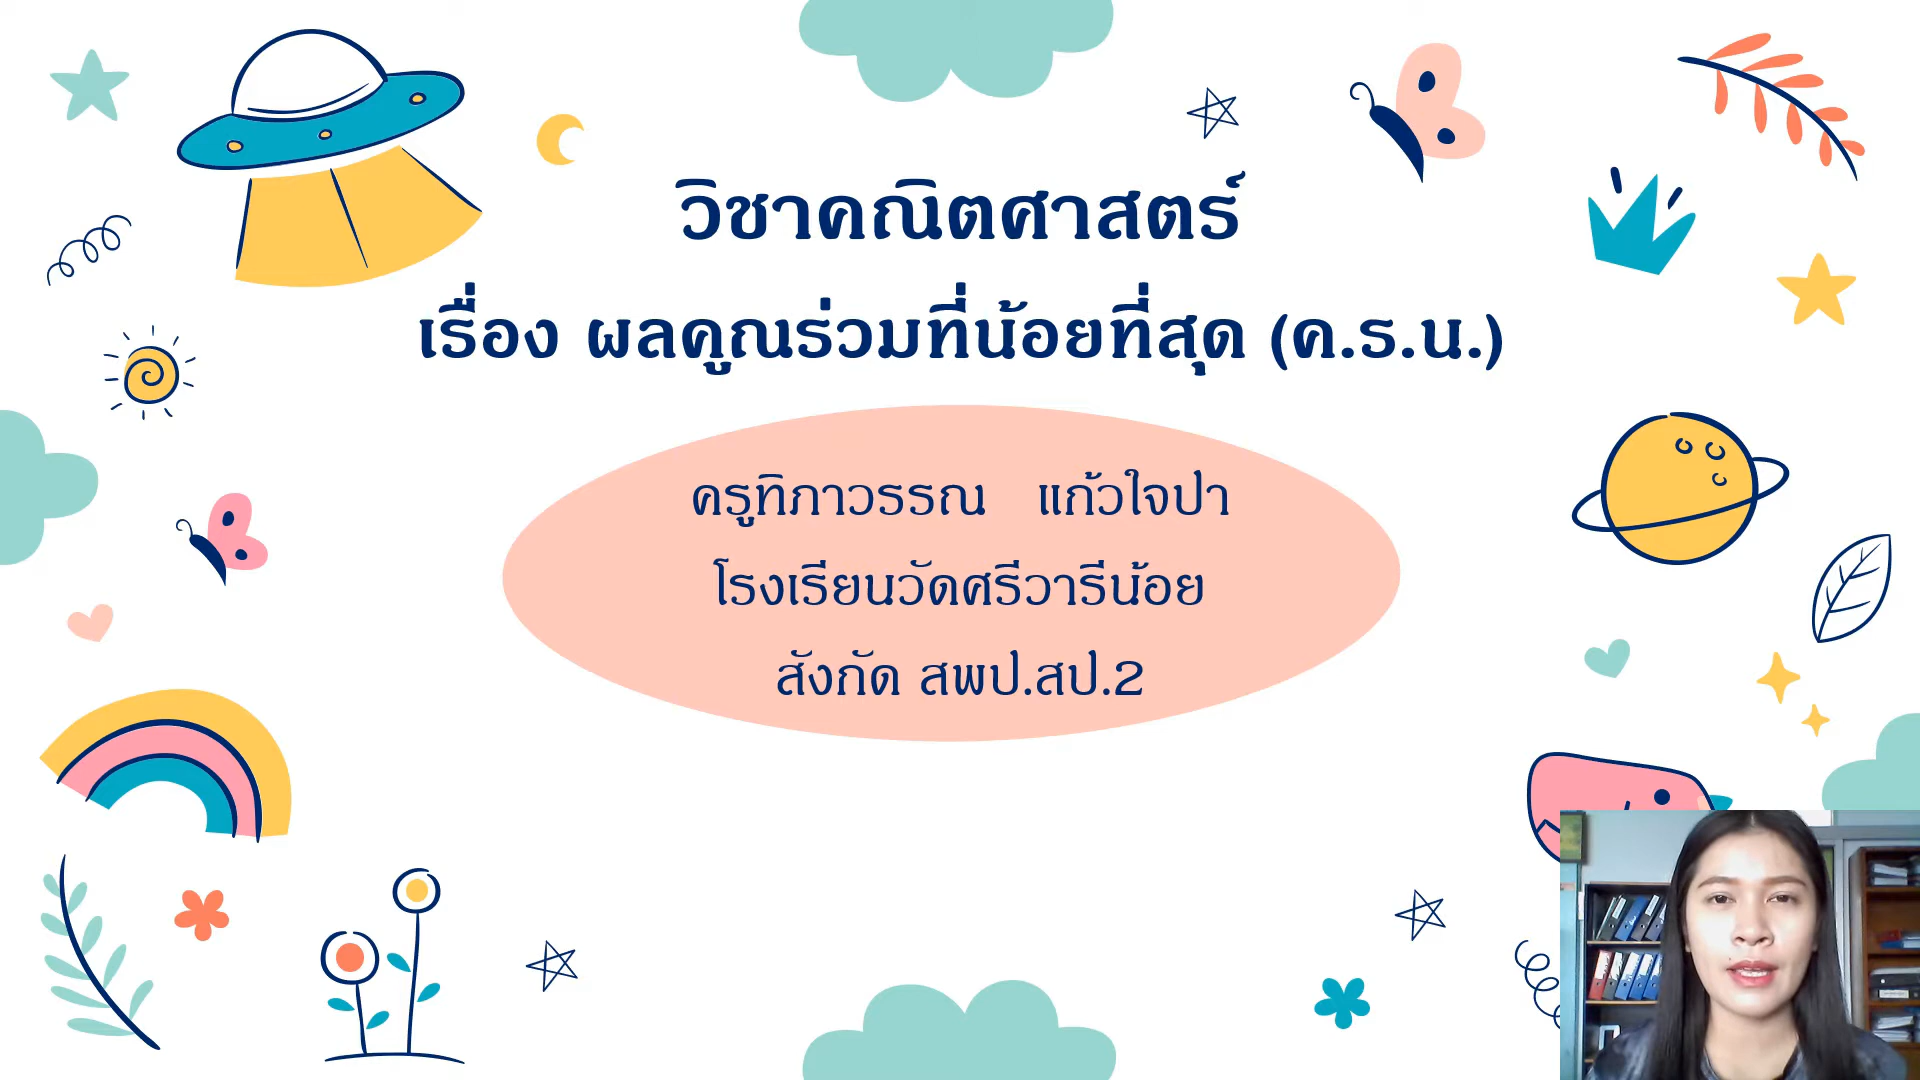 วิชาคณิตศาสตร์
เรื่อง ผลคูณร่วมที่น้อยที่สุด (ค.ร.น.)
ครูทิภาวรรณ แก้วใจปา
โรงเรียนวัดศรีวารีน้อย
สังกัด สพป.สป.2